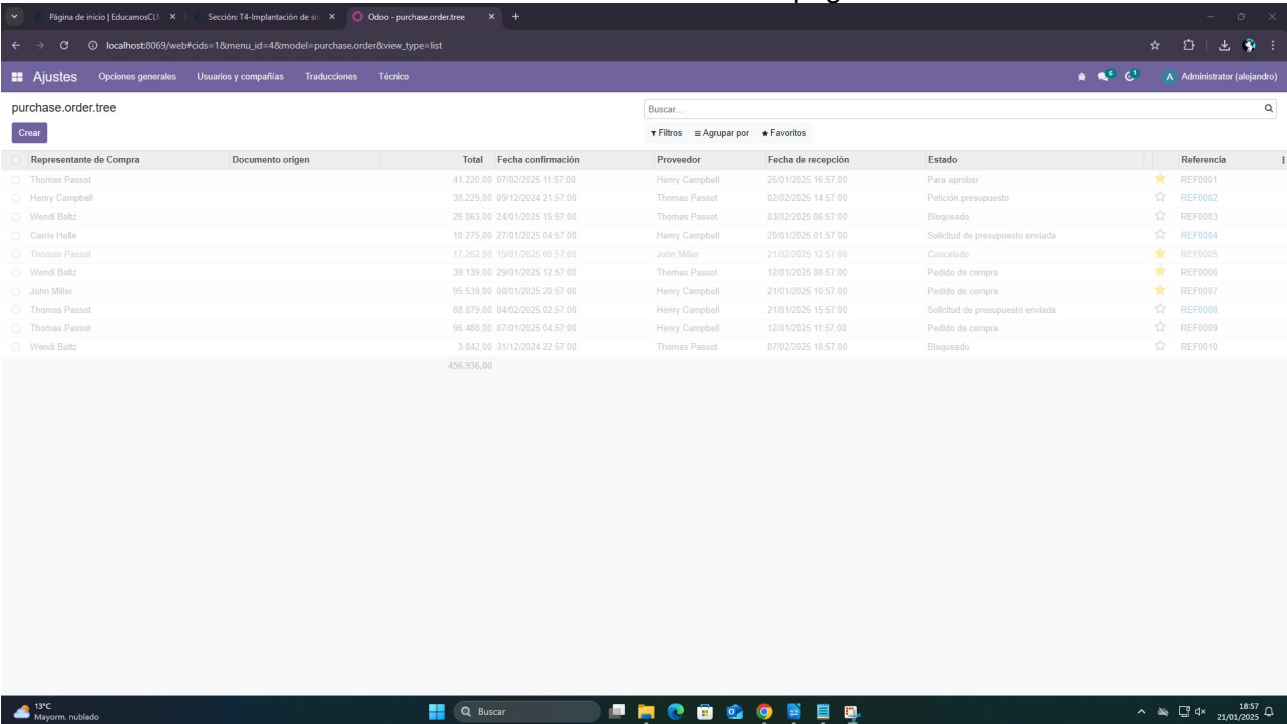 Página de inicio | EducamosCLM
Sección: T4-Implantación de sis
Odoo - purchase.order.tree
localhost:8069/web#cids=1&menu_id=4&model=purchase.order&view_type=list
Ajustes Opciones generales Usuarios y compañías Traducciones Técnico 6 1 A Administrator (alejandro)
purchase.order.tree Buscar...
Crear Filtros Agrupar por Favoritos
Representante de Compra Documento origen Total Fecha confirmación Proveedor Fecha de recepción Estado Referencia
Thomas Passot 41.220,00 07/02/2025 11:57:00 Henry Campbell 26/01/2025 16:57:00 Para aprobar REF0001
Henry Campbell 38.229,00 09/12/2024 21:57:00 Thomas Passot 02/02/2025 14:57:00 Petición presupuesto REF0002
Wendi Baltz 26.063,00 24/01/2025 15:57:00 Thomas Passot 03/02/2025 06:57:00 Bloqueado REF0003
Carrie Helle 10.275,00 27/01/2025 04:57:00 Henry Campbell 20/01/2025 01:57:00 Solicitud de presupuesto enviada REF0004
Thomas Passot 17.262,00 19/01/2025 00:57:00 John Miller 21/02/2025 12:57:00 Cancelado REF0005
Wendi Baltz 39.139,00 29/01/2025 12:57:00 Thomas Passot 12/01/2025 08:57:00 Pedido de compra REF0006
John Miller 95.539,00 08/01/2025 20:57:00 Henry Campbell 21/01/2025 10:57:00 Pedido de compra REF0007
Thomas Passot 88.879,00 04/02/2025 02:57:00 Henry Campbell 21/01/2025 15:57:00 Solicitud de presupuesto enviada REF0008
Thomas Passot 96.488,00 07/01/2025 04:57:00 Henry Campbell 12/01/2025 11:57:00 Pedido de compra REF0009
Wendi Baltz 3.842,00 31/12/2024 22:57:00 Thomas Passot 07/02/2025 18:57:00 Bloqueado REF0010
456.936,00
13°C
Mayorm. nublado
Buscar
18:57
21/01/2025